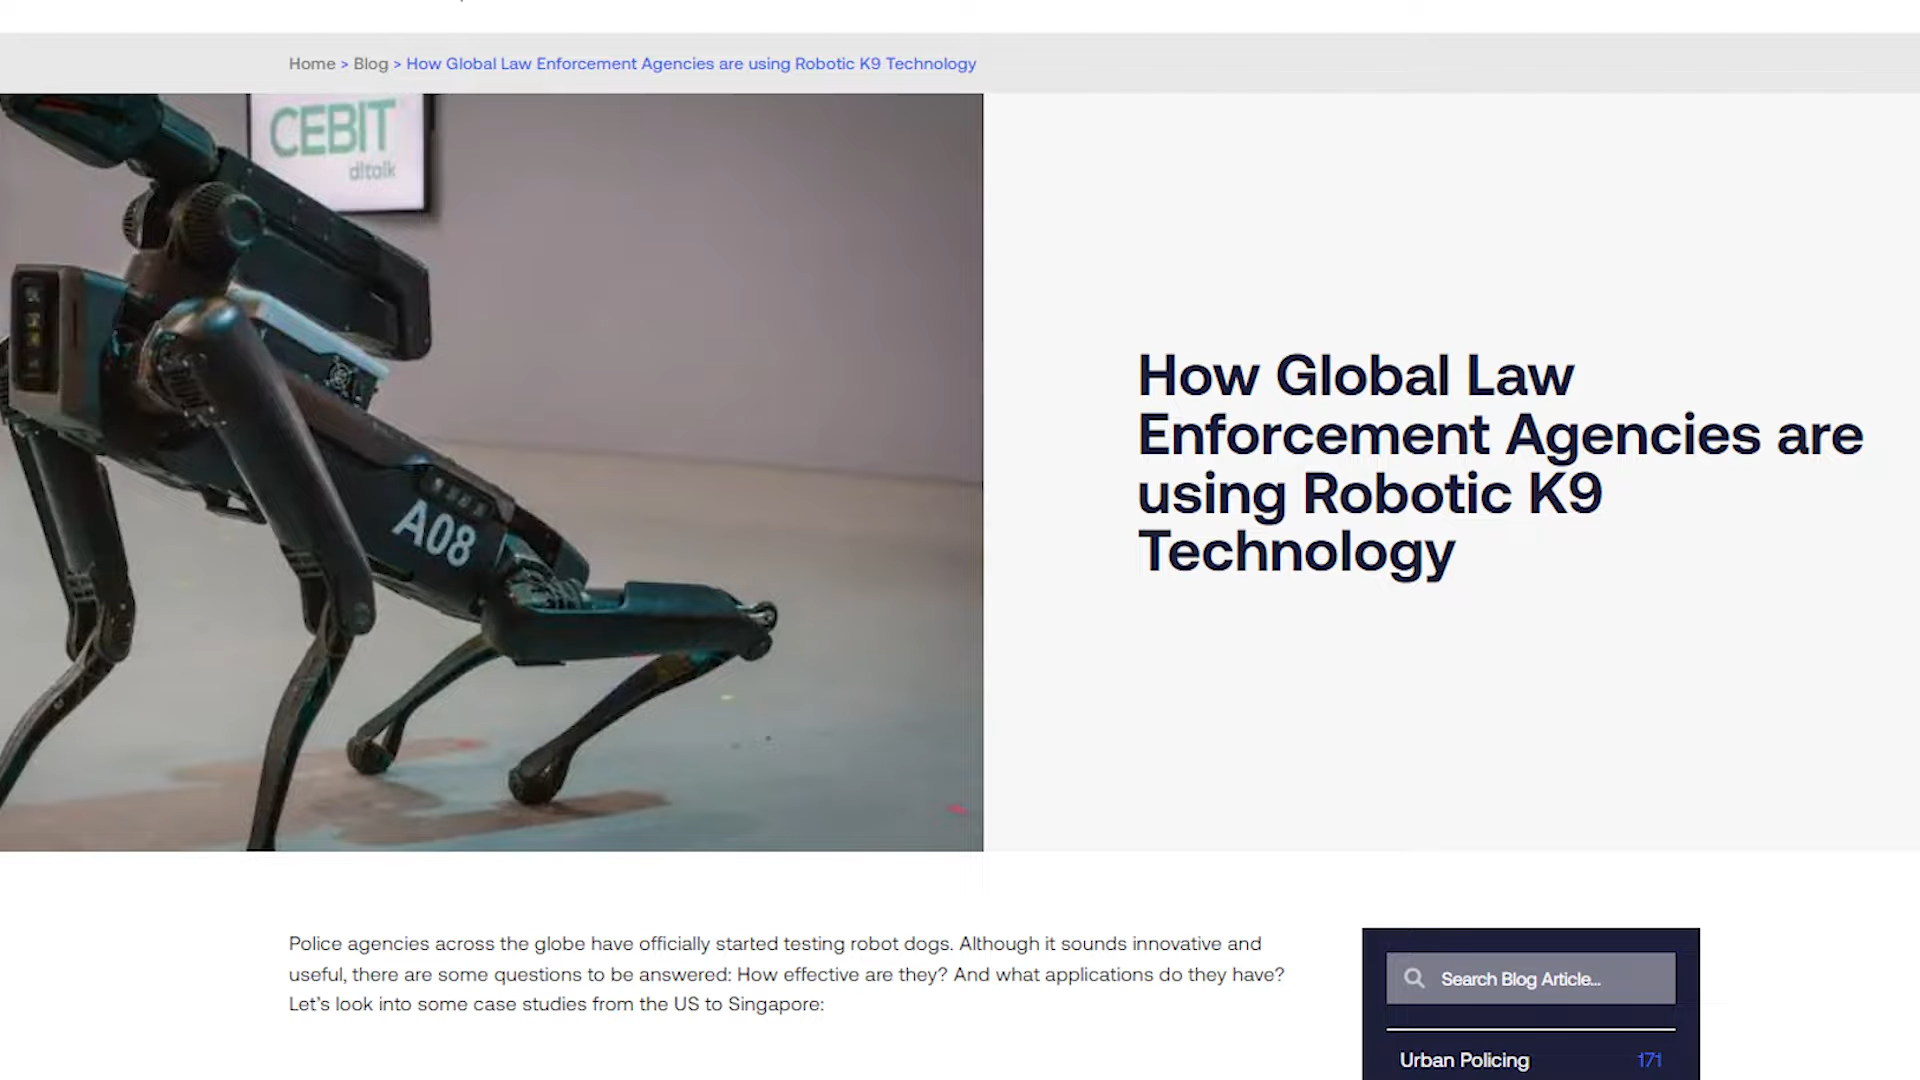 Home > Blog > How Global Law Enforcement Agencies are using Robotic K9 Technology
CEBIT
d!talk
A08
How Global Law
Enforcement Agencies are
using Robotic K9
Technology
Police agencies across the globe have officially started testing robot dogs. Although it sounds innovative and
useful, there are some questions to be answered: How effective are they? And what applications do they have?
Let's look into some case studies from the US to Singapore:
Search Blog Article...
Urban Policing 171